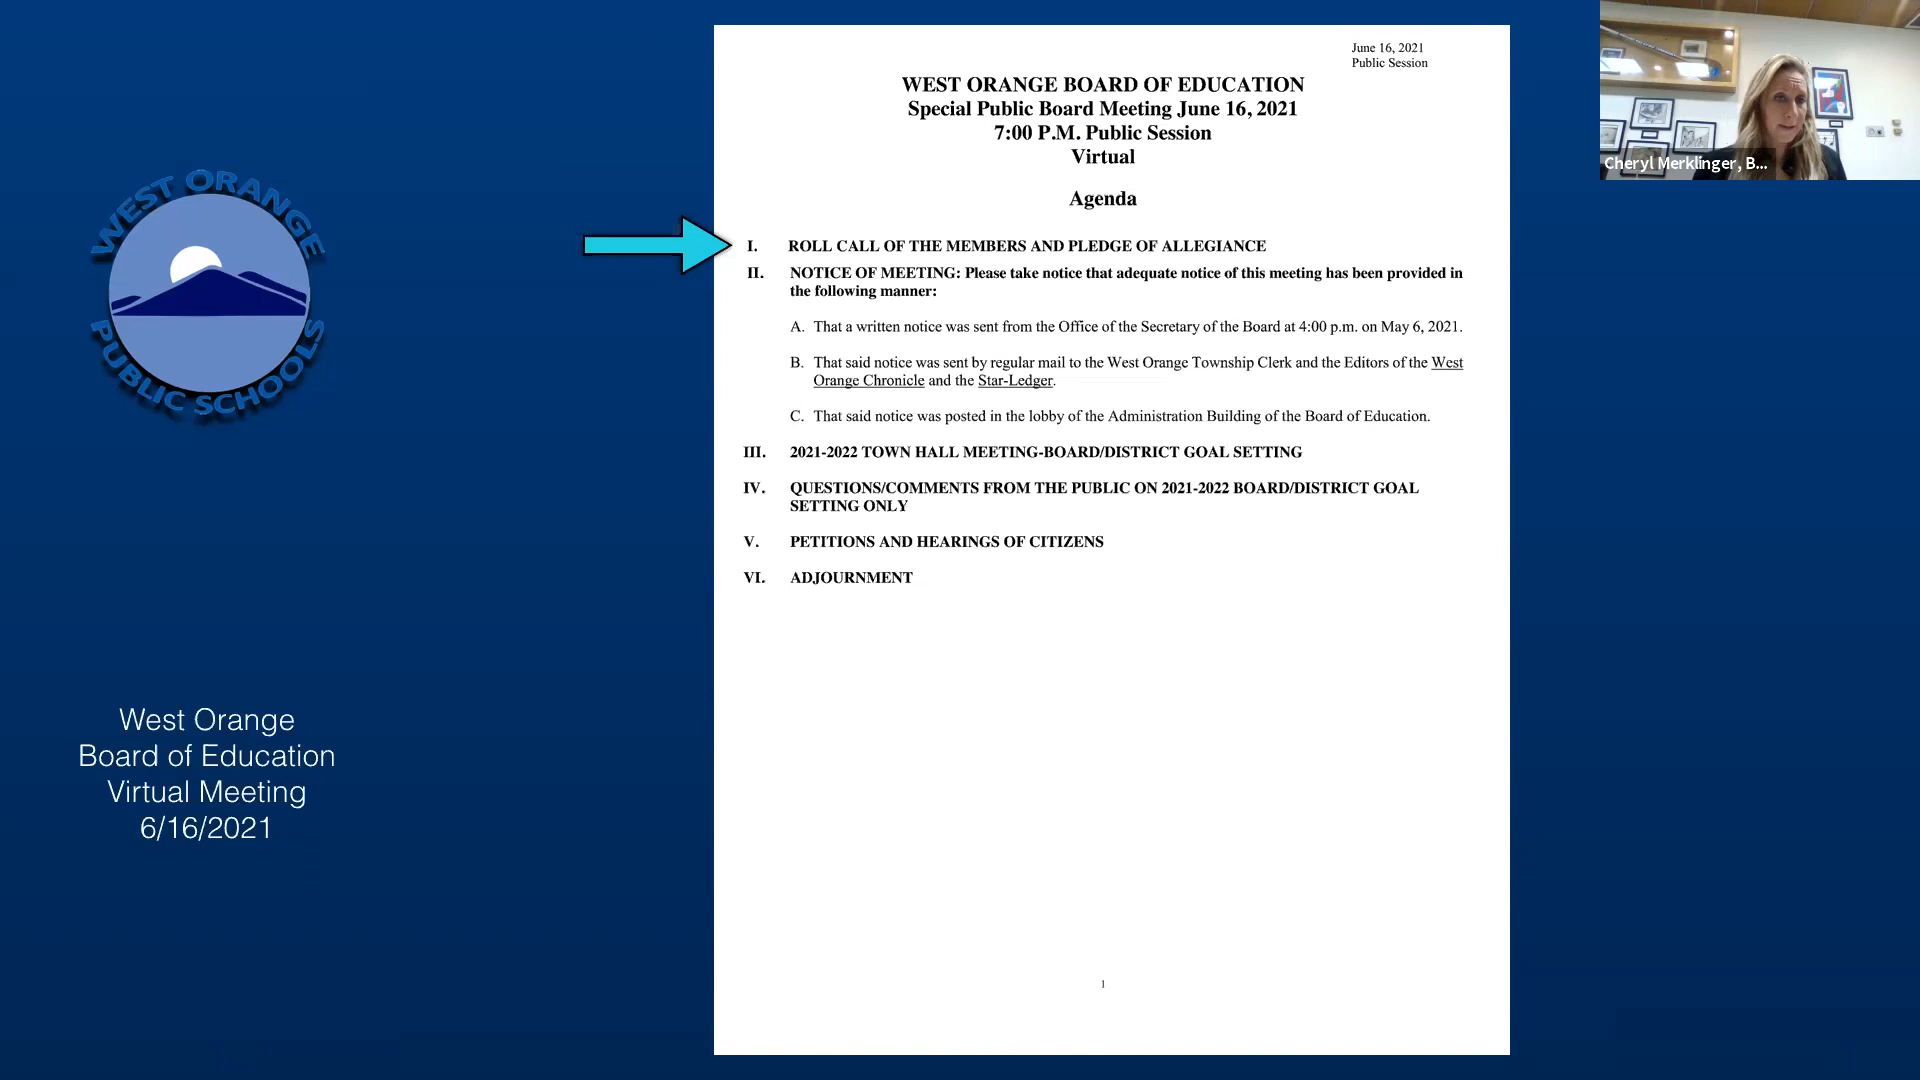 June 16, 2021
Public Session
WEST ORANGE BOARD OF EDUCATION
Special Public Board Meeting June 16, 2021
7:00 P.M. Public Session
Virtual
Agenda
I. ROLL CALL OF THE MEMBERS AND PLEDGE OF ALLEGIANCE
II. NOTICE OF MEETING: Please take notice that adequate notice of this meeting has been provided in
the following manner:
A. That a written notice was sent from the Office of the Secretary of the Board at 4:00 p.m. on May 6, 2021.
B. That said notice was sent by regular mail to the West Orange Township Clerk and the Editors of the West
Orange Chronicle and the Star-Ledger.
C. That said notice was posted in the lobby of the Administration Building of the Board of Education.
III. 2021-2022 TOWN HALL MEETING-BOARD/DISTRICT GOAL SETTING
IV. QUESTIONS/COMMENTS FROM THE PUBLIC ON 2021-2022 BOARD/DISTRICT GOAL
SETTING ONLY
V. PETITIONS AND HEARINGS OF CITIZENS
VI. ADJOURNMENT
1
WEST ORANGE
PUBLIC SCHOOLS
West Orange
Board of Education
Virtual Meeting
6/16/2021
Cheryl Merklinger, B...